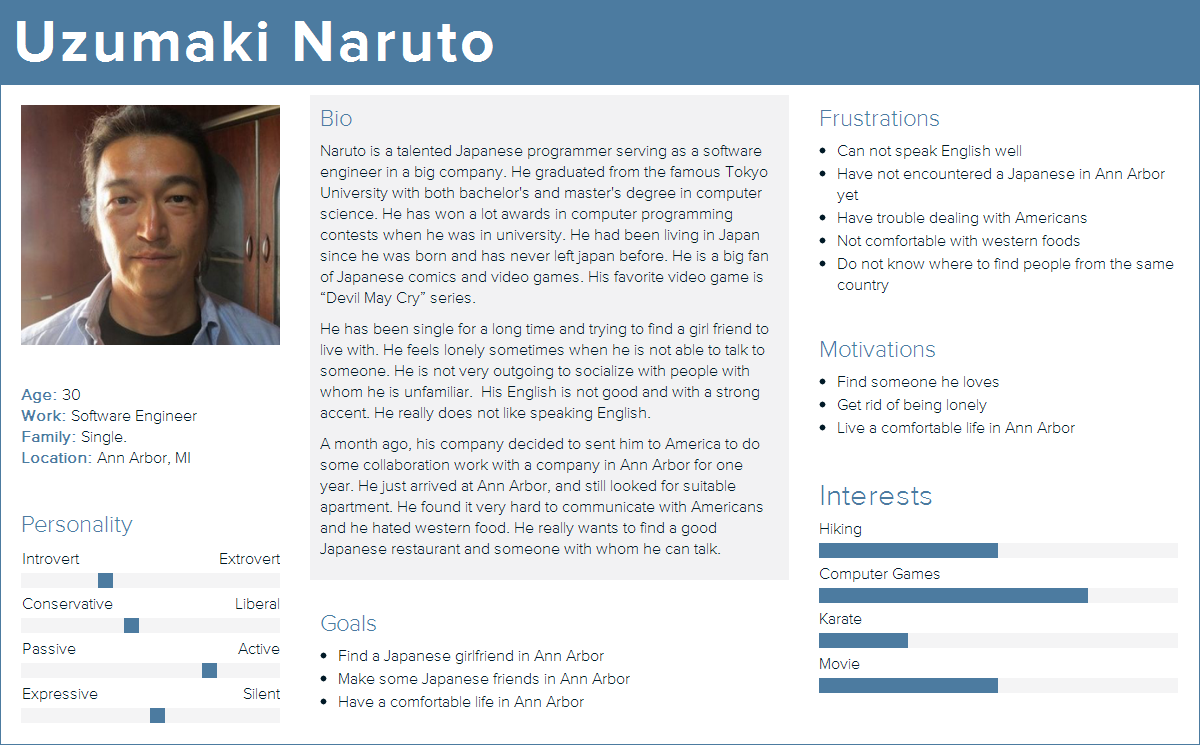 Uzumaki Naruto
Age: 30
Work: Software Engineer
Family: Single.
Location: Ann Arbor, MI
Personality
Introvert Extrovert
Conservative Liberal
Passive Active
Expressive Silent
Bio
Naruto is a talented Japanese programmer serving as a software
engineer in a big company. He graduated from the famous Tokyo
University with both bachelor's and master's degree in computer
science. He has won a lot awards in computer programming
contests when he was in university. He had been living in Japan
since he was born and has never left japan before. He is a big fan
of Japanese comics and video games. His favorite video game is
“Devil May Cry” series.
He has been single for a long time and trying to find a girl friend to
live with. He feels lonely sometimes when he is not able to talk to
someone. He is not very outgoing to socialize with people with
whom he is unfamiliar.  His English is not good and with a strong
accent. He really does not like speaking English.
A month ago, his company decided to sent him to America to do
some collaboration work with a company in Ann Arbor for one
year. He just arrived at Ann Arbor, and still looked for suitable
apartment. He found it very hard to communicate with Americans
and he hated western food. He really wants to find a good
Japanese restaurant and someone with whom he can talk.
Goals
• Find a Japanese girlfriend in Ann Arbor
• Make some Japanese friends in Ann Arbor
• Have a comfortable life in Ann Arbor
Frustrations
• Can not speak English well
• Have not encountered a Japanese in Ann Arbor
yet
• Have trouble dealing with Americans
• Not comfortable with western foods
• Do not know where to find people from the same
country
Motivations
• Find someone he loves
• Get rid of being lonely
• Live a comfortable life in Ann Arbor
Interests
Hiking
Computer Games
Karate
Movie